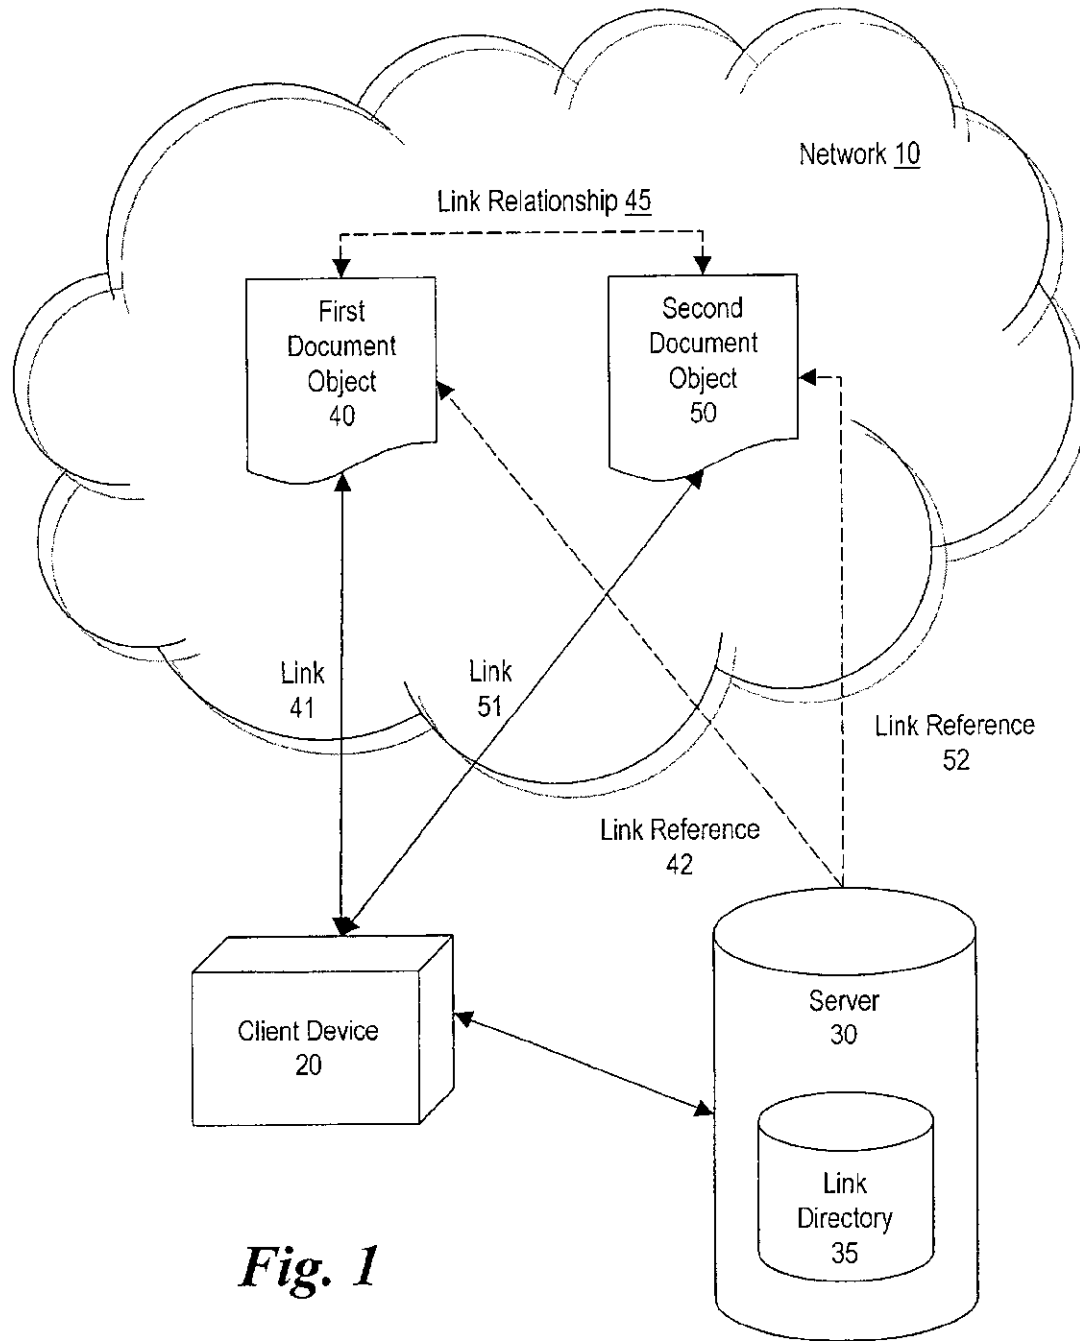 Network 10
Link Relationship 45
First
Document
Object
40
Second
Document
Object
50
Link
41
Link
51
Link Reference
52
Link Reference
42
Client Device
20
Server
30
Link
Directory
35
Fig. 1